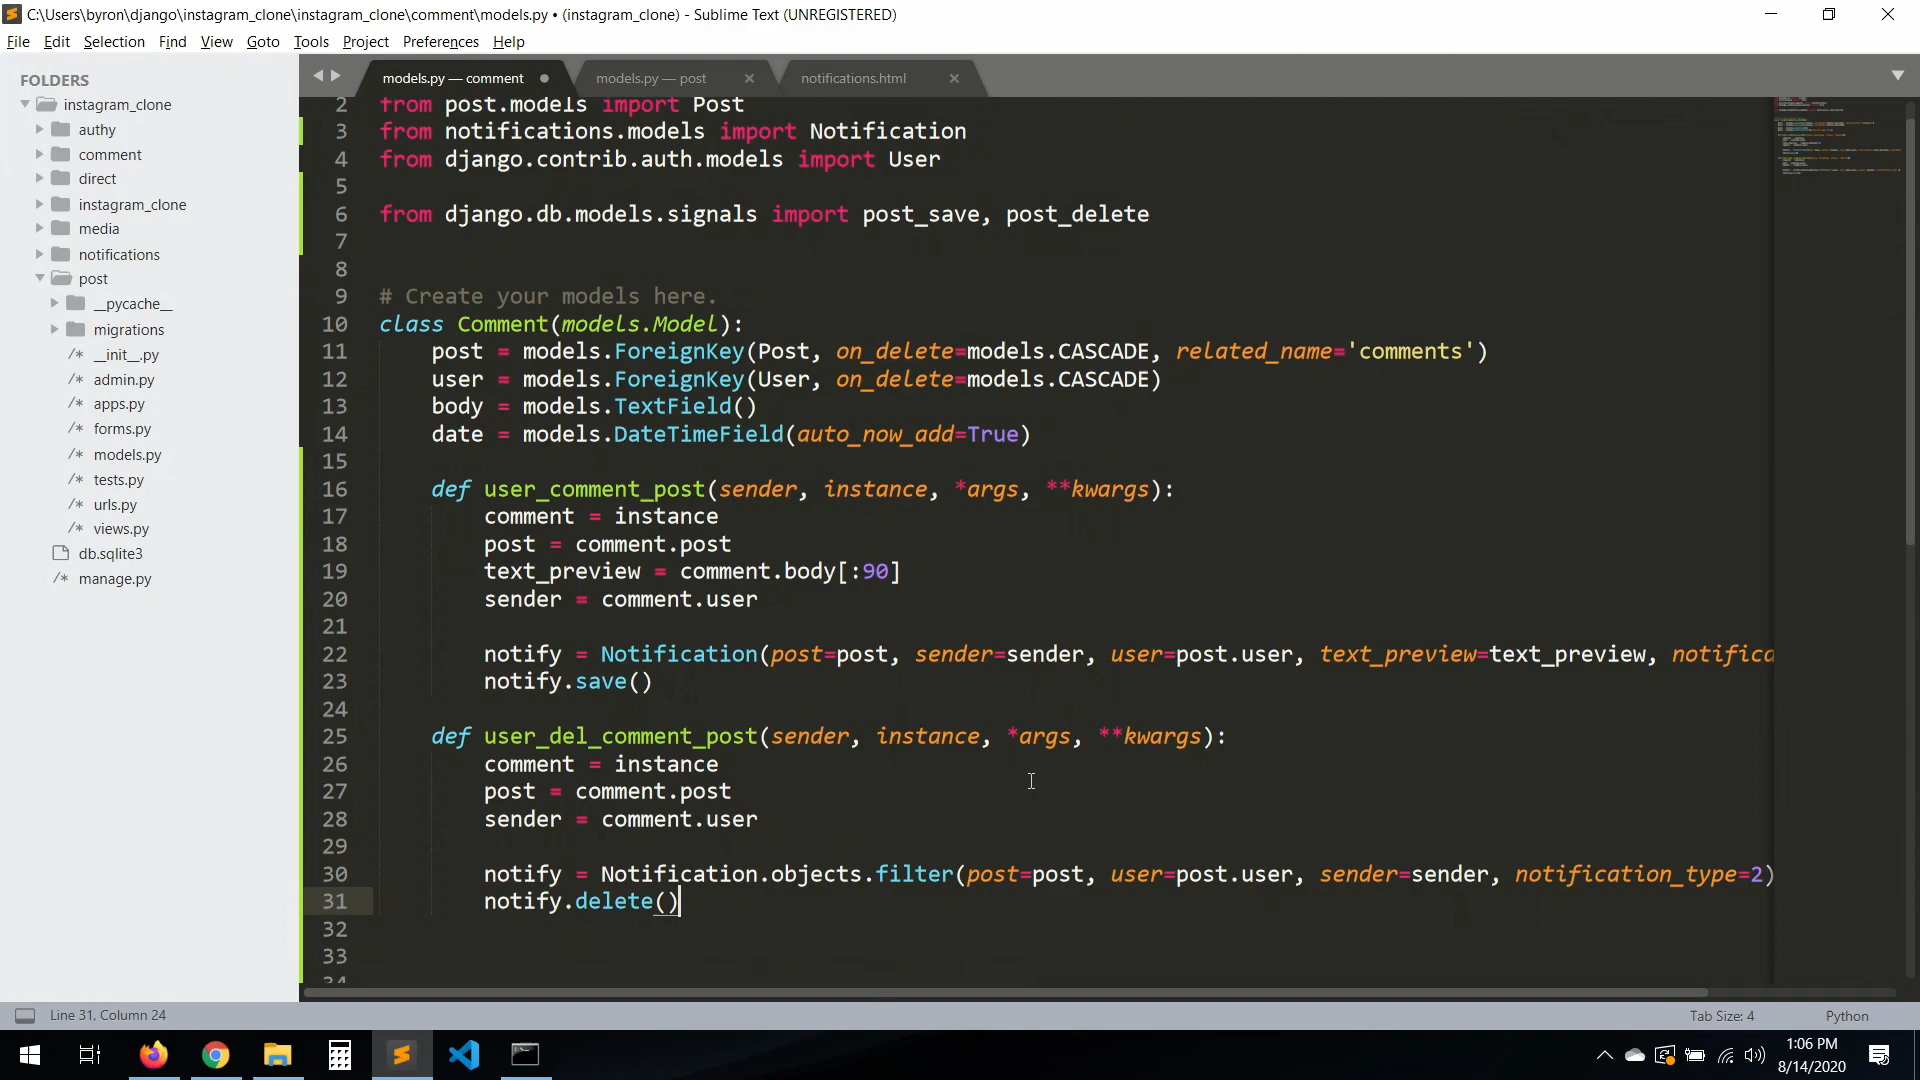 C:\Users\byron\django\instagram_clone\instagram_clone\comment\models.py • (instagram_clone) - Sublime Text (UNREGISTERED)
File Edit Selection Find View Goto Tools Project Preferences Help
FOLDERS
instagram_clone
authy
comment
direct
instagram_clone
media
notifications
post
__pycache__
migrations
/* __init__.py
/* admin.py
/* apps.py
/* forms.py
/* models.py
/* tests.py
/* urls.py
/* views.py
db.sqlite3
/* manage.py
models.py — comment
models.py — post
notifications.html
2 from post.models import Post
3 from notifications.models import Notification
4 from django.contrib.auth.models import User
5
6 from django.db.models.signals import post_save, post_delete
7
8
9 # Create your models here.
10 class Comment(models.Model):
11 post = models.ForeignKey(Post, on_delete=models.CASCADE, related_name='comments')
12 user = models.ForeignKey(User, on_delete=models.CASCADE)
13 body = models.TextField()
14 date = models.DateTimeField(auto_now_add=True)
15
16 def user_comment_post(sender, instance, *args, **kwargs):
17 comment = instance
18 post = comment.post
19 text_preview = comment.body[:90]
20 sender = comment.user
21
22 notify = Notification(post=post, sender=sender, user=post.user, text_preview=text_preview, notifica
23 notify.save()
24
25 def user_del_comment_post(sender, instance, *args, **kwargs):
26 comment = instance
27 post = comment.post
28 sender = comment.user
29
30 notify = Notification.objects.filter(post=post, user=post.user, sender=sender, notification_type=2)
31 notify.delete()
32
33
34
Line 31, Column 24
Tab Size: 4
Python
1:06 PM
8/14/2020